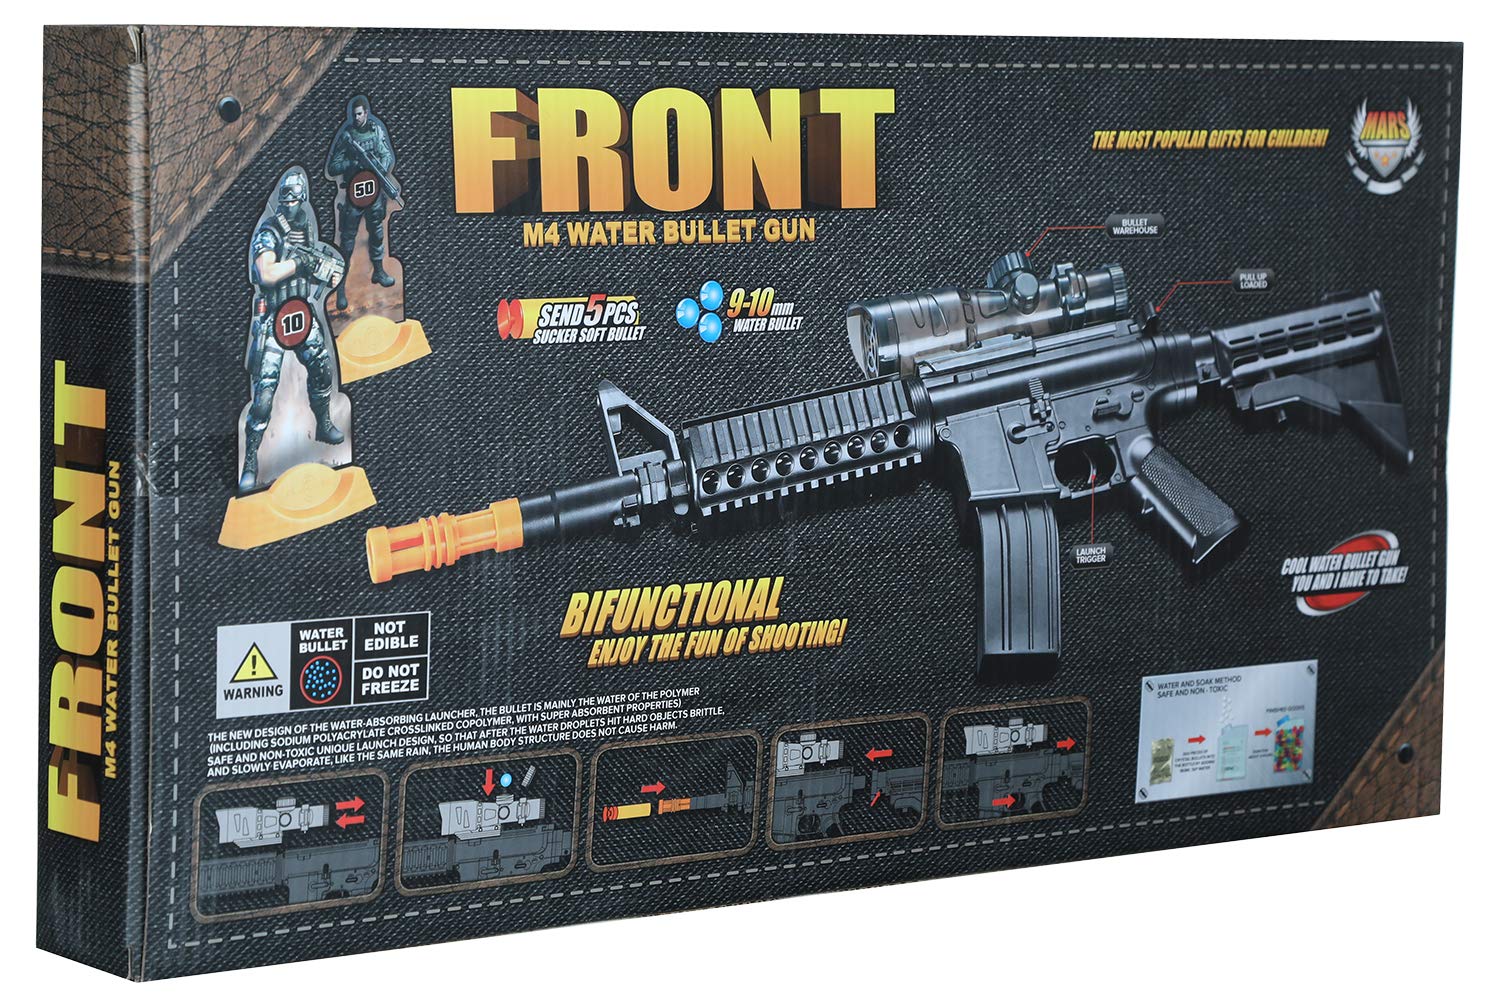 FRONT
M4 WATER BULLET GUN
FRONT
M4 WATER BULLET GUN
THE MOST POPULAR GIFTS FOR CHILDREN!
MARS
50
10
SEND 5 PCS
SUCKER SOFT BULLET
9-10mm
WATER BULLET
BULLET
WAREHOUSE
PULL UP
LOADED
LAUNCH
TRIGGER
COOL WATER BULLET GUN
YOU AND I HAVE TO TAKE!
BIFUNCTIONAL
ENJOY THE FUN OF SHOOTING!
WARNING
WATER
BULLET
NOT
EDIBLE
DO NOT
FREEZE
THE NEW DESIGN OF THE WATER-ABSORBING LAUNCHER, THE BULLET IS MAINLY THE WATER OF THE POLYMER
(INCLUDING SODIUM POLYACRYLATE CROSSLINKED COPOLYMER, WITH SUPER ABSORBENT PROPERTIES)
SAFE AND NON-TOXIC UNIQUE LAUNCH DESIGN, SO THAT AFTER THE WATER DROPLETS HIT HARD OBJECTS BRITTLE,
AND SLOWLY EVAPORATE, LIKE THE SAME RAIN, THE HUMAN BODY STRUCTURE DOES NOT CAUSE HARM.
WATER AND SOAK METHOD
SAFE AND NON - TOXIC
FINISHED GOODS